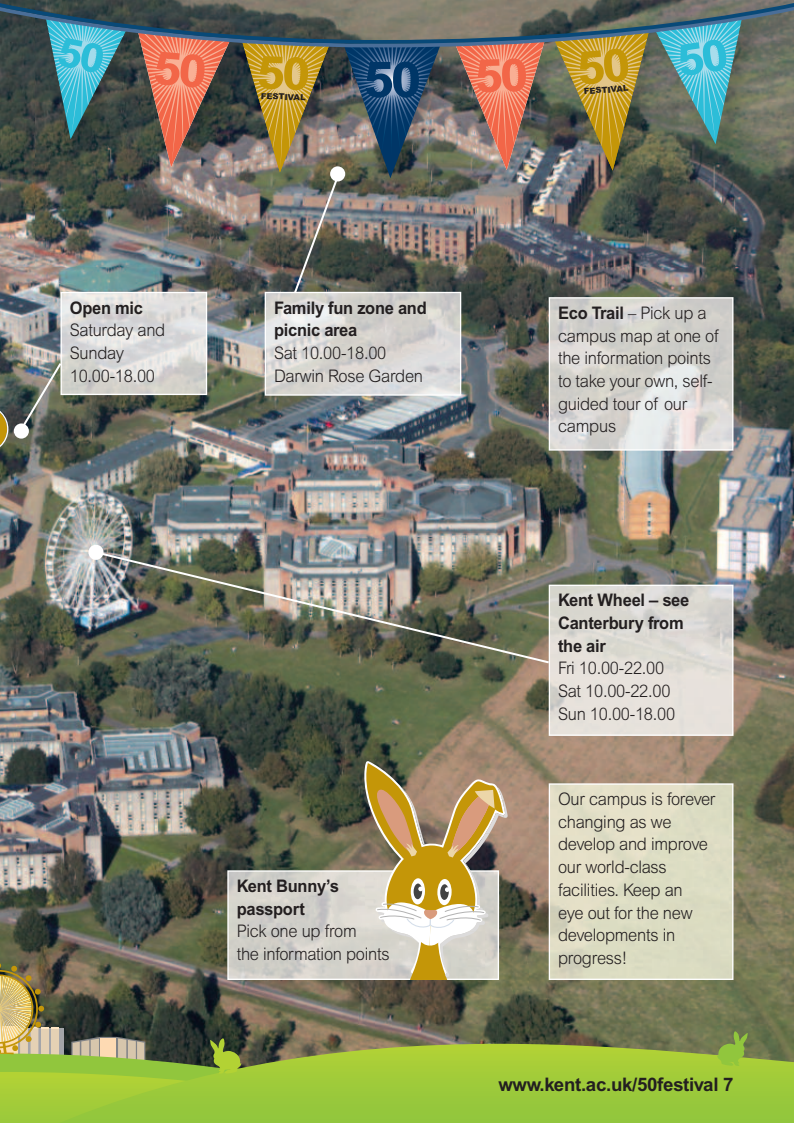 50
50
50
FESTIVAL
50
50
50
FESTIVAL
50
Open mic
Saturday and
Sunday
10.00-18.00
Family fun zone and
picnic area
Sat 10.00-18.00
Darwin Rose Garden
Eco Trail – Pick up a
campus map at one of
the information points
to take your own, self-
guided tour of our
campus
Kent Wheel – see
Canterbury from
the air
Fri 10.00-22.00
Sat 10.00-22.00
Sun 10.00-18.00
Our campus is forever
changing as we
develop and improve
our world-class
facilities. Keep an
eye out for the new
developments in
progress!
Kent Bunny’s
passport
Pick one up from
the information points
www.kent.ac.uk/50festival 7